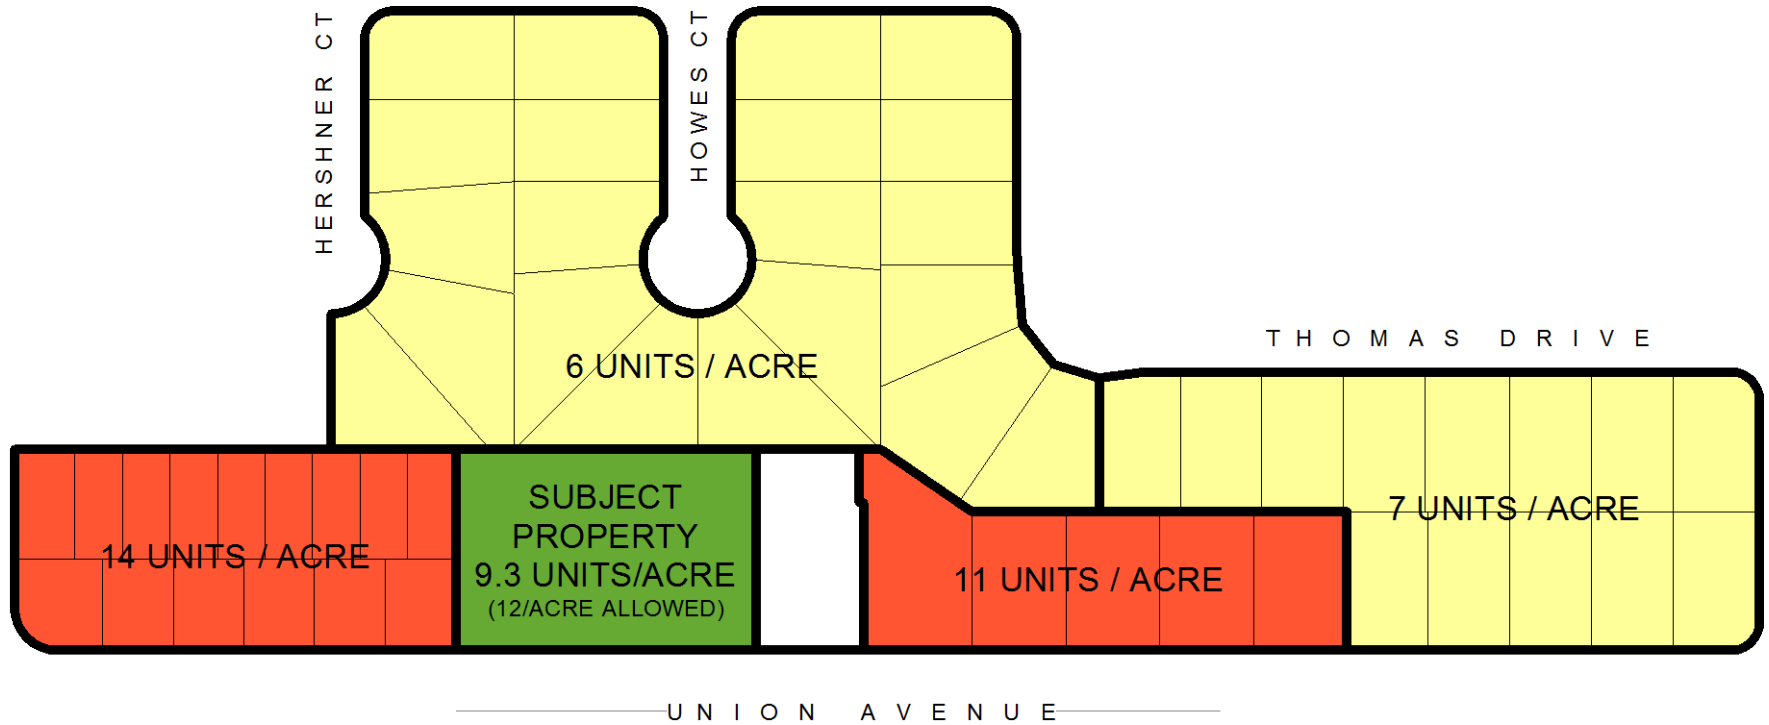 HERSHNER CT
HOWES CT
6 UNITS / ACRE
THOMAS DRIVE
14 UNITS / ACRE
SUBJECT
PROPERTY
9.3 UNITS/ACRE
(12/ACRE ALLOWED)
11 UNITS / ACRE
7 UNITS / ACRE
UNION AVENUE